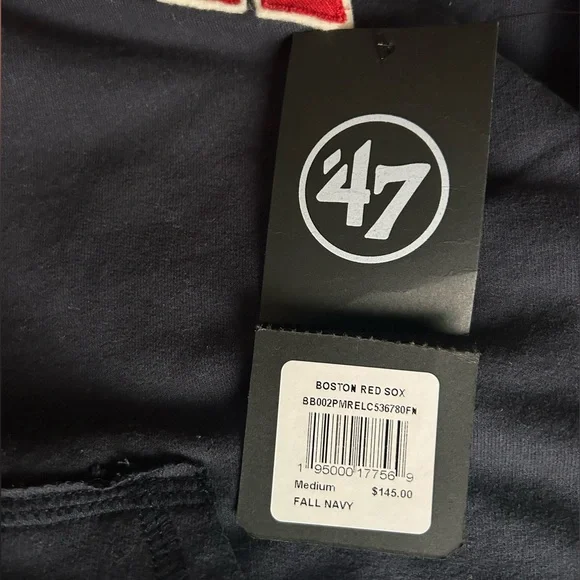 '47
BOSTON RED SOX
BB002PMRELC536780FN
1 95000 17756 9
Medium $145.00
FALL NAVY